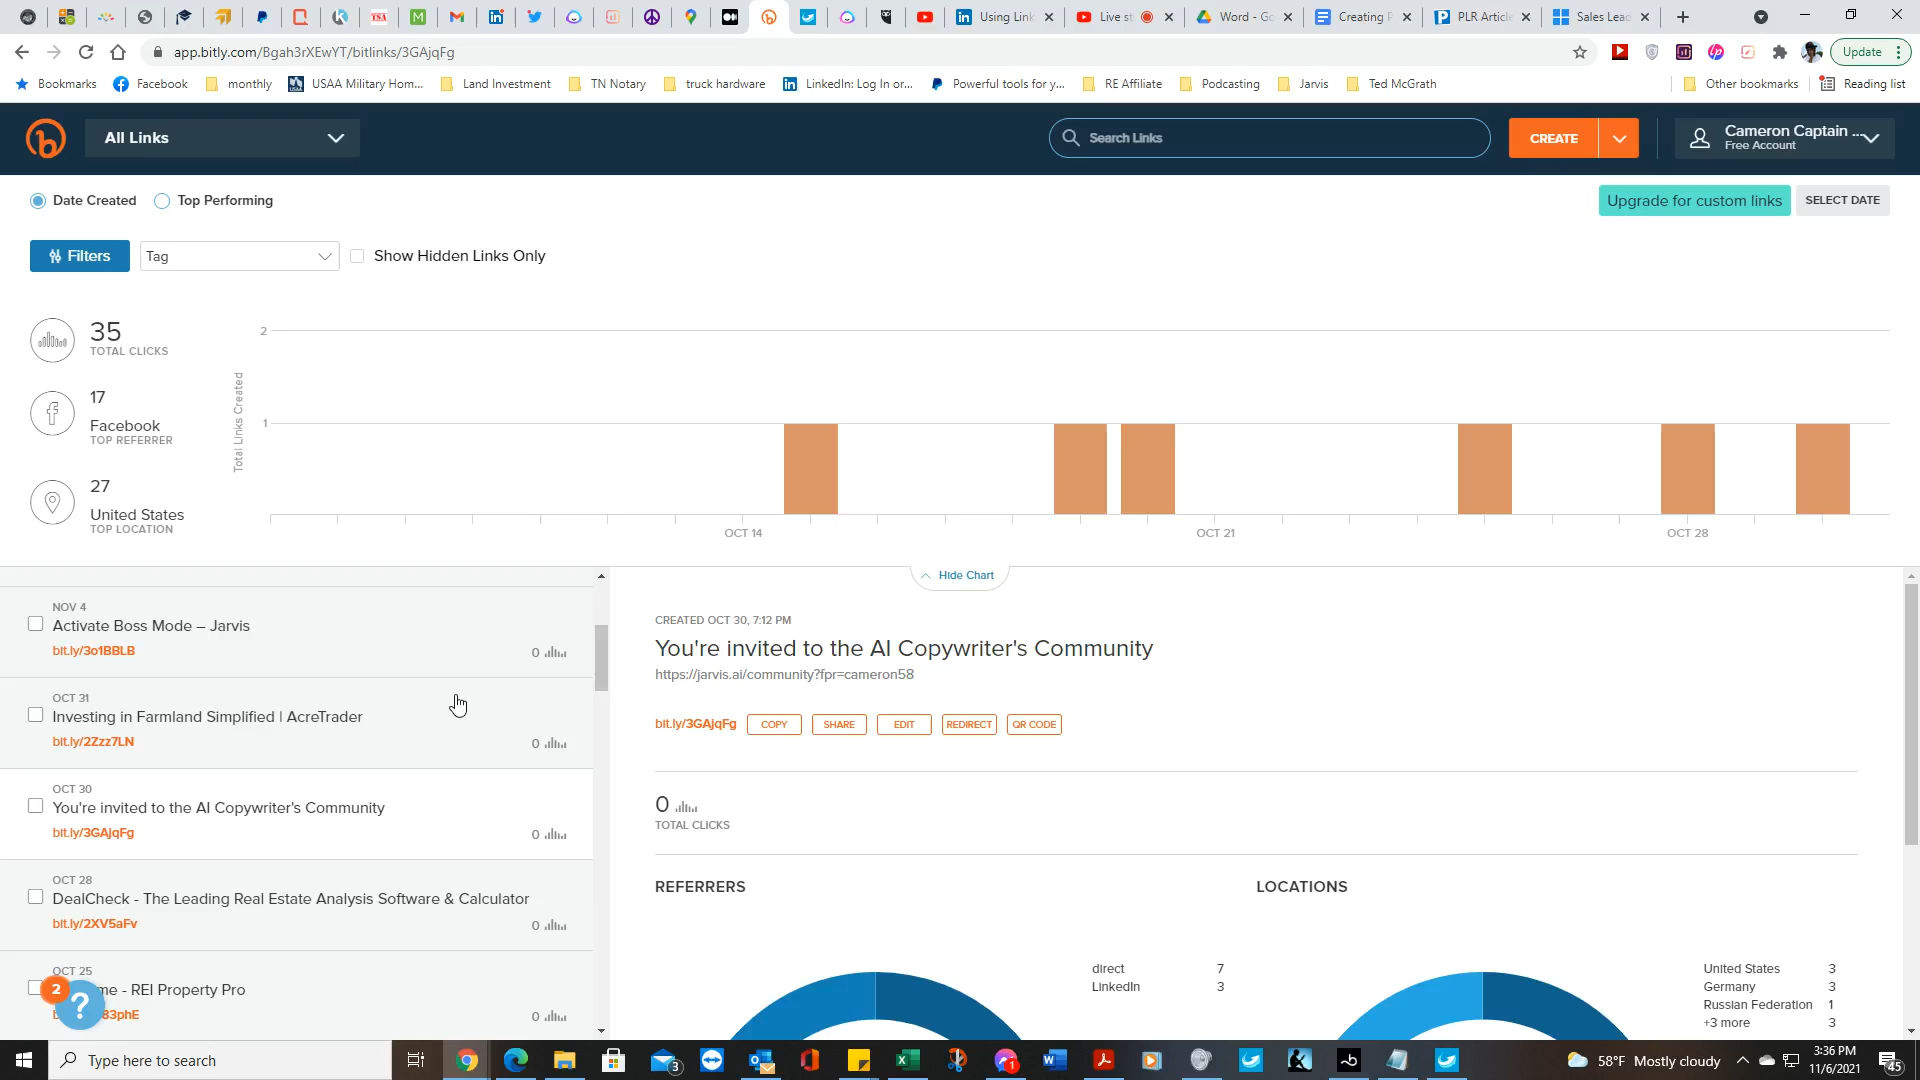 TSA
M
Using Link
Live st
Word - Go
Creating P
PLR Article
Sales Lead
app.bitly.com/Bgah3rXEwYT/bitlinks/3GAjqFg
Update
Bookmarks
Facebook
monthly
USAA Military Hom...
Land Investment
TN Notary
truck hardware
LinkedIn: Log In or...
Powerful tools for y...
RE Affiliate
Podcasting
Jarvis
Ted McGrath
Other bookmarks
Reading list
All Links
Search Links
CREATE
Cameron Captain ...
Free Account
Date Created
Top Performing
Upgrade for custom links
SELECT DATE
Filters
Tag
Show Hidden Links Only
35
TOTAL CLICKS
17
Facebook
TOP REFERRER
27
United States
TOP LOCATION
Total Links Created
2
1
OCT 14
OCT 21
OCT 28
Hide Chart
NOV 4
Activate Boss Mode – Jarvis
bit.ly/3o1BBLB
0
OCT 31
Investing in Farmland Simplified | AcreTrader
bit.ly/2Zzz7LN
0
OCT 30
You're invited to the AI Copywriter's Community
bit.ly/3GAjqFg
0
OCT 28
DealCheck - The Leading Real Estate Analysis Software & Calculator
bit.ly/2XV5aFv
0
OCT 25
me - REI Property Pro
83phE
0
2
?
CREATED OCT 30, 7:12 PM
You're invited to the AI Copywriter's Community
https://jarvis.ai/community?fpr=cameron58
bit.ly/3GAjqFg
COPY
SHARE
EDIT
REDIRECT
QR CODE
0
TOTAL CLICKS
REFERRERS
direct 7
LinkedIn 3
LOCATIONS
United States 3
Germany 3
Russian Federation 1
+3 more 3
Type here to search
3
1
58°F Mostly cloudy
3:36 PM
11/6/2021
45